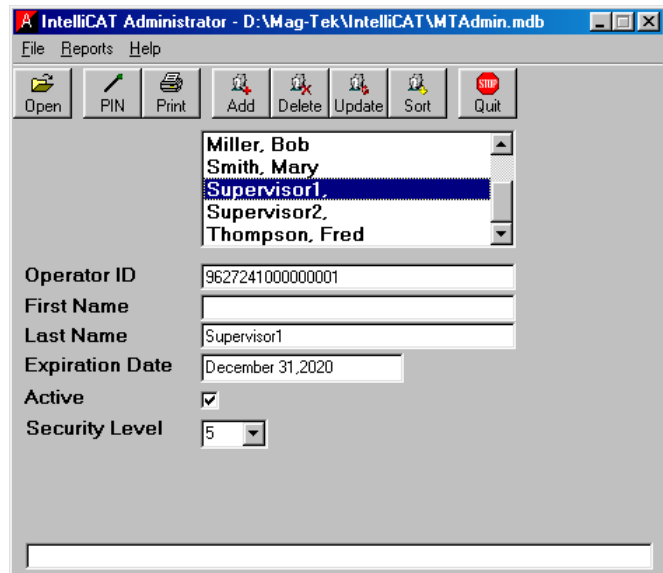 IntelliCAT Administrator - D:\Mag-Tek\IntelliCAT\MTAdmin.mdb
File Reports Help
Open PIN Print Add Delete Update Sort STOP Quit
Miller, Bob
Smith, Mary
Supervisor1,
Supervisor2,
Thompson, Fred
Operator ID 9627241000000001
First Name
Last Name Supervisor1
Expiration Date December 31,2020
Active
Security Level 5